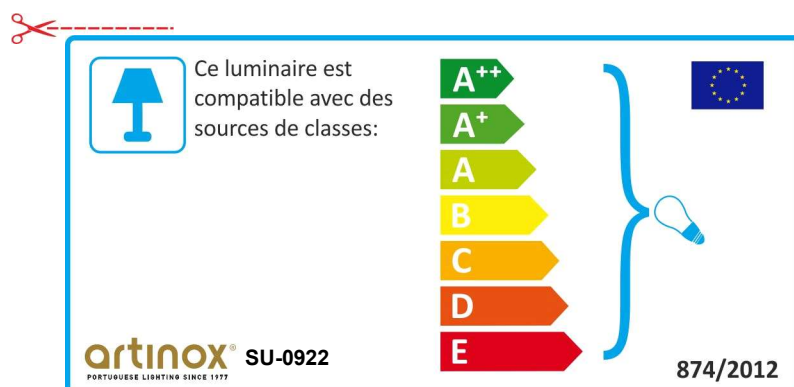 Ce luminaire est
compatible avec des
sources de classes:
A++
A+
A
B
C
D
E
artinox® SU-0922
PORTUGUESE LIGHTING SINCE 1977
874/2012